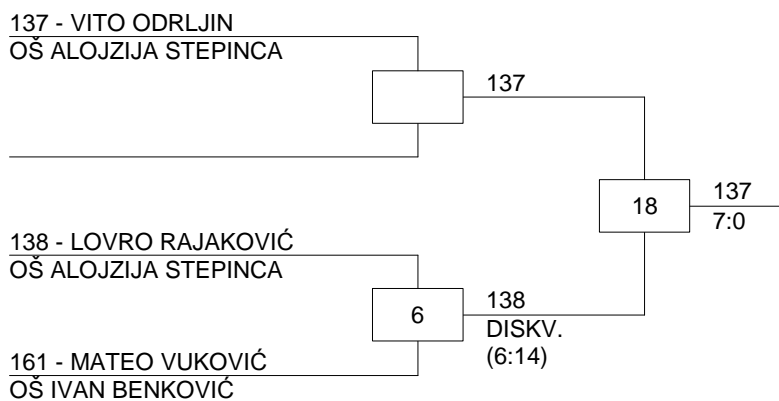 137 - VITO ODRLJIN
OŠ ALOJZIJA STEPINCA
137
18
137
7:0
138 - LOVRO RAJAKOVIĆ
OŠ ALOJZIJA STEPINCA
6
138
DISKV.
(6:14)
161 - MATEO VUKOVIĆ
OŠ IVAN BENKOVIĆ